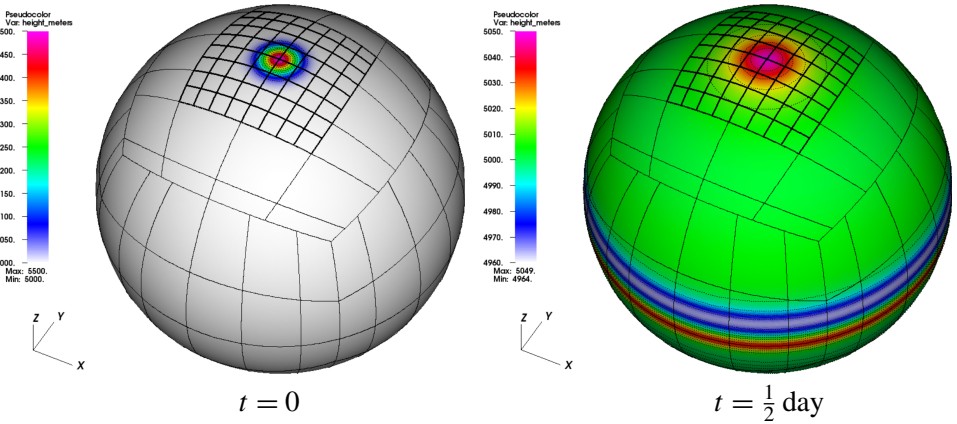 Pseudocolor
Var: height_meters
500.
450.
400.
350.
300.
250.
200.
150.
100.
050.
000.
Max: 5500.
Min: 5000.
Z
Y
X
t = 0
Pseudocolor
Var: height_meters
5050.
5040.
5030.
5020.
5010.
5000.
4990.
4980.
4970.
4960.
Max: 5049.
Min: 4964.
Z
Y
X
t = 1/2 day